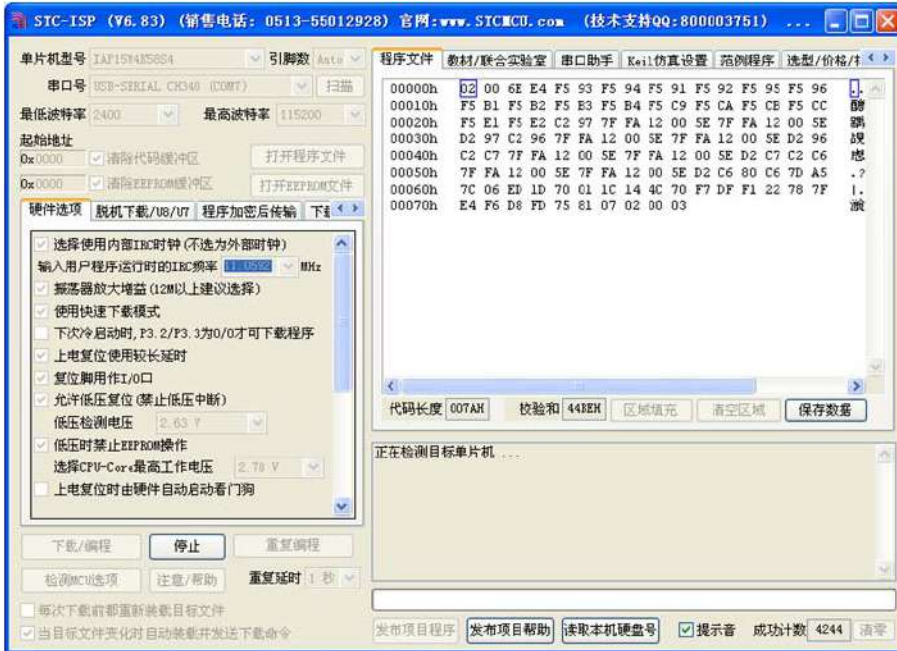 STC-ISP (V6.83) (销售电话: 0513-55012928) 官网:www.STCMCU.com (技术支持QQ:800003751) ...
单片机型号 IAP15W4K58S4 引脚数 Auto
串口号 USB-SERIAL CH340 (COM7) 扫描
最低波特率 2400 最高波特率 115200
起始地址
0x0000 清除代码缓冲区 打开程序文件
0x0000 清除EEPROM缓冲区 打开EEPROM文件
硬件选项 脱机下载/U8/U7 程序加密后传输
选择使用内部IRC时钟(不选为外部时钟)
输入用户程序运行时的IRC频率 11.0592 MHz
振荡器放大增益(12M以上建议选择)
使用快速下载模式
下次冷启动时,P3.2/P3.3为0/0才可下载程序
上电复位使用较长延时
复位脚用作I/O口
允许低压复位(禁止低压中断)
低压检测电压 2.63 V
低压时禁止EEPROM操作
选择CPU-Core最高工作电压 2.78 V
上电复位时由硬件自动启动看门狗
下载/编程 停止 重复编程
检测MCU选项 注意/帮助 重复延时 1 秒
每次下载前都重新装载目标文件
当目标文件变化时自动装载并发送下载命令
程序文件 教材/联合实验室 串口助手 Keil仿真设置 范例程序 选型/价格/
00000h 02 00 6E E4 F5 93 F5 94 F5 91 F5 92 F5 95 F5 96
00010h F5 B1 F5 B2 F5 B3 F5 B4 F5 C9 F5 CA F5 CB F5 CC
00020h F5 E1 F5 E2 C2 97 7F FA 12 00 5E 7F FA 12 00 5E
00030h D2 97 C2 96 7F FA 12 00 5E 7F FA 12 00 5E D2 96
00040h C2 C7 7F FA 12 00 5E 7F FA 12 00 5E D2 C7 C2 C6
00050h 7F FA 12 00 5E 7F FA 12 00 5E D2 C6 80 C6 7D A5 .?
00060h 7C 06 ED 1D 70 01 1C 14 4C 70 F7 DF F1 22 78 7F |.
00070h E4 F6 D8 FD 75 81 07 02 00 03
代码长度 007AH 校验和 44BEH 区域填充 清空区域 保存数据
正在检测目标单片机 ...
发布项目程序 发布项目帮助 读取本机硬盘号 提示音 成功计数 4244 清零